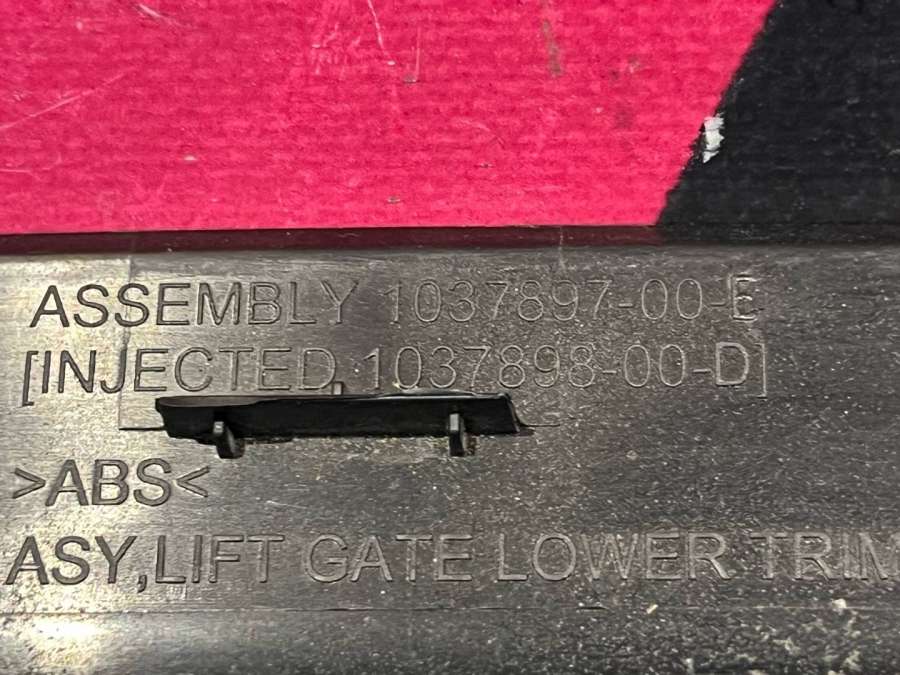 ASSEMBLY 1037897-00-E
[INJECTED 1037898-00-D]
>ABS<
ASY,LIFT GATE LOWER TRIM